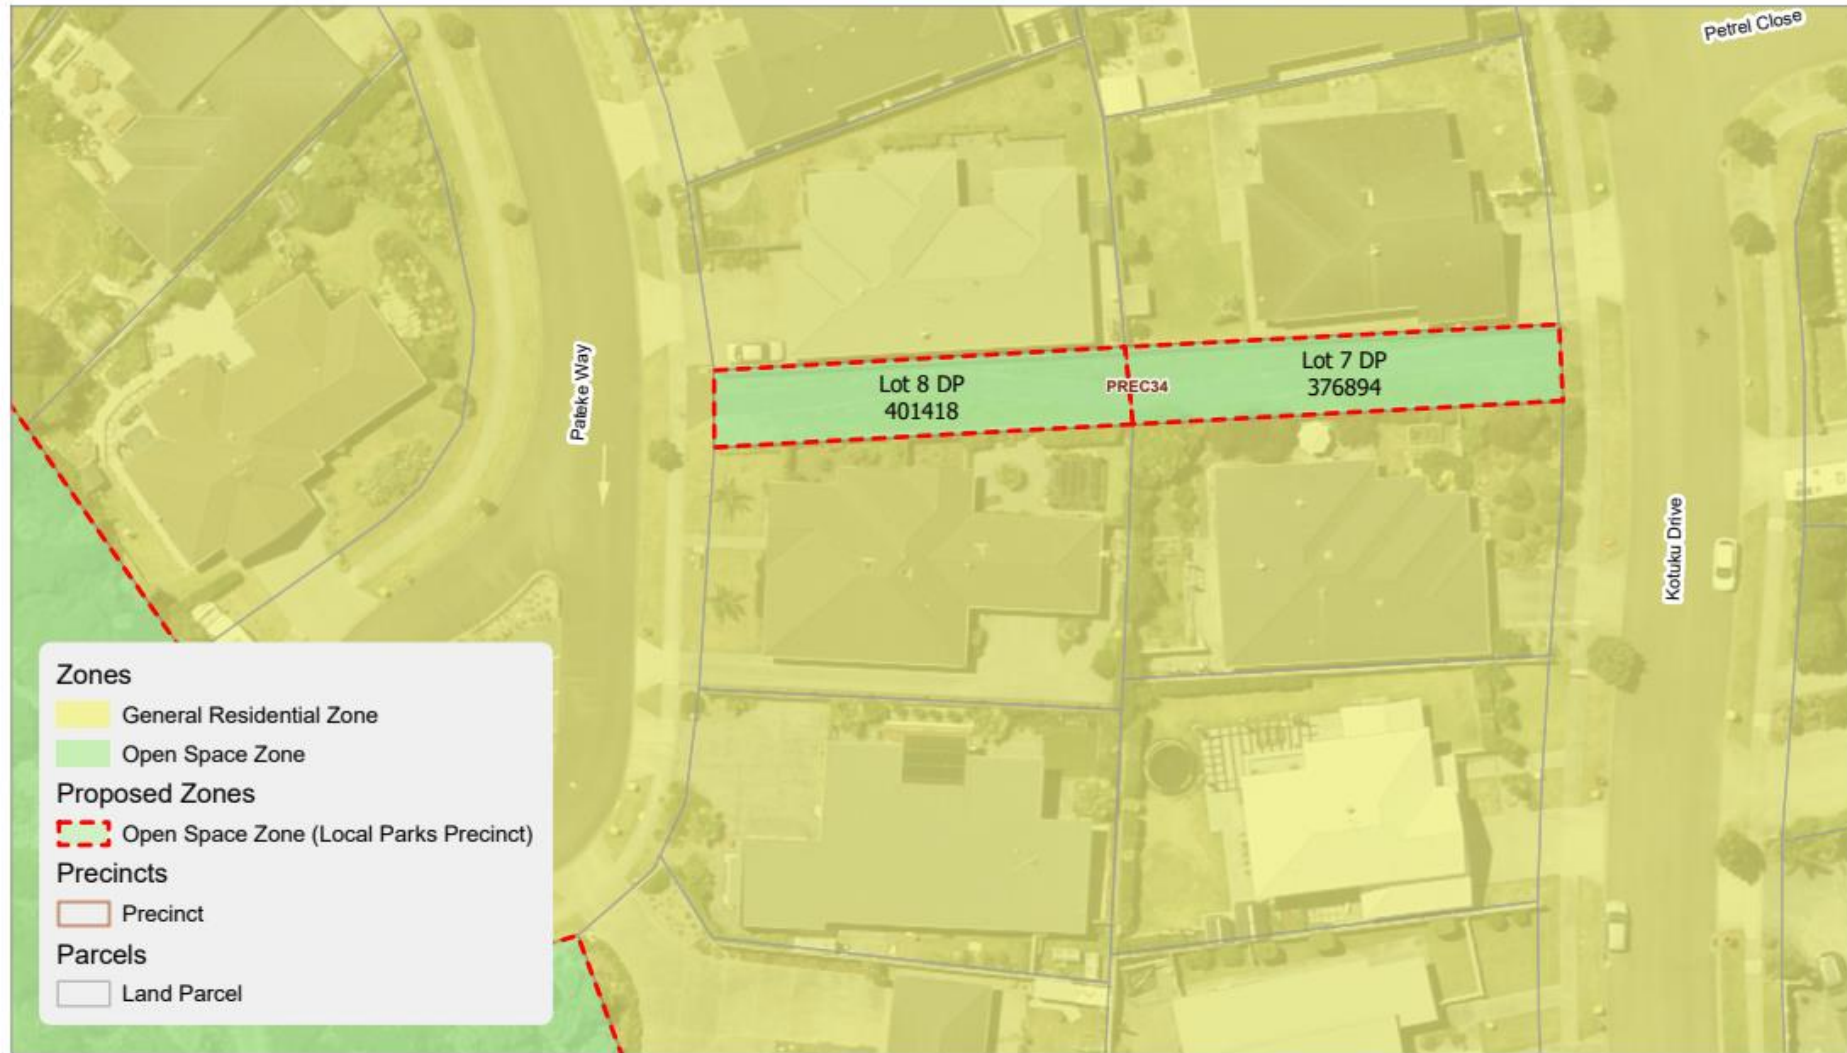 Petrel Close
Lot 7 DP
376894
Lot 8 DP
401418
PREC34
Pateke Way
Kotuku Drive
Zones
General Residential Zone
Open Space Zone
Proposed Zones
Open Space Zone (Local Parks Precinct)
Precincts
Precinct
Parcels
Land Parcel